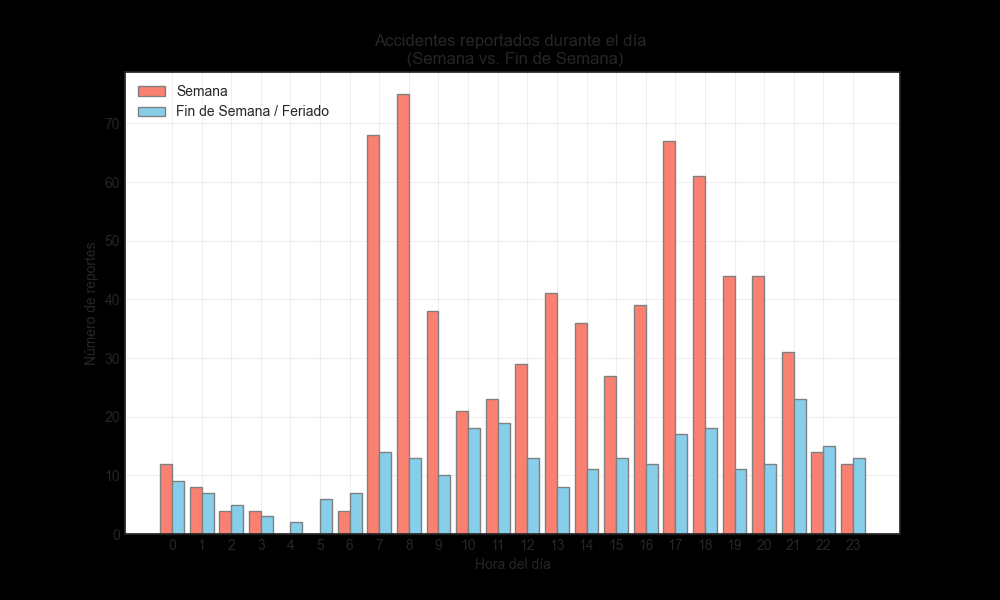 Accidentes reportados durante el día
(Semana vs. Fin de Semana)
Semana
Fin de Semana / Feriado
Número de reportes
70
60
50
40
30
20
10
0
0 1 2 3 4 5 6 7 8 9 10 11 12 13 14 15 16 17 18 19 20 21 22 23
Hora del día